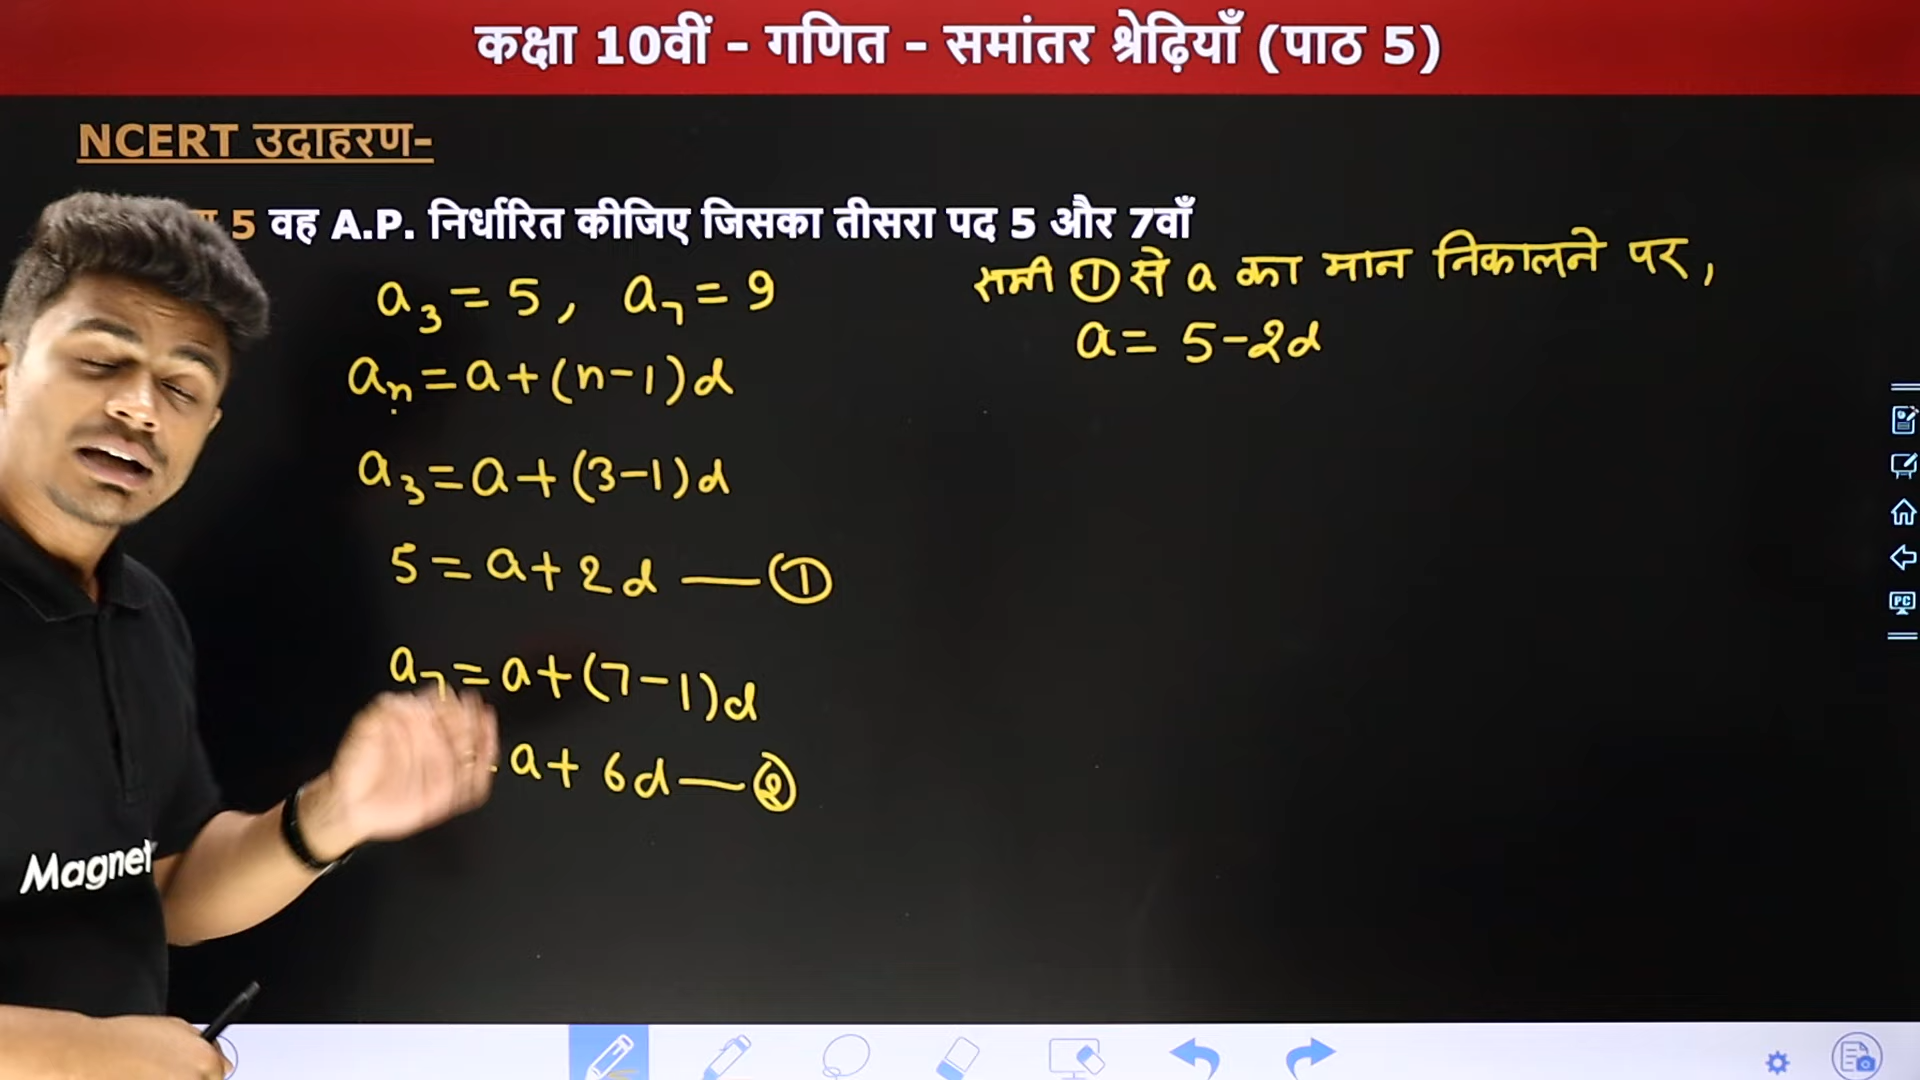 कक्षा 10वीं - गणित - समांतर श्रेढ़ियाँ (पाठ 5)
NCERT उदाहरण-
5 वह A.P. निर्धारित कीजिए जिसका तीसरा पद 5 और 7वाँ
a₃ = 5, a₇ = 9
aₙ = a + (n-1)d
a₃ = a + (3-1)d
5 = a + 2d — ①
a₇ = a + (7-1)d
a + 6d — ②
समी ① से a का मान निकालने पर,
a = 5-2d
Magnet
PC